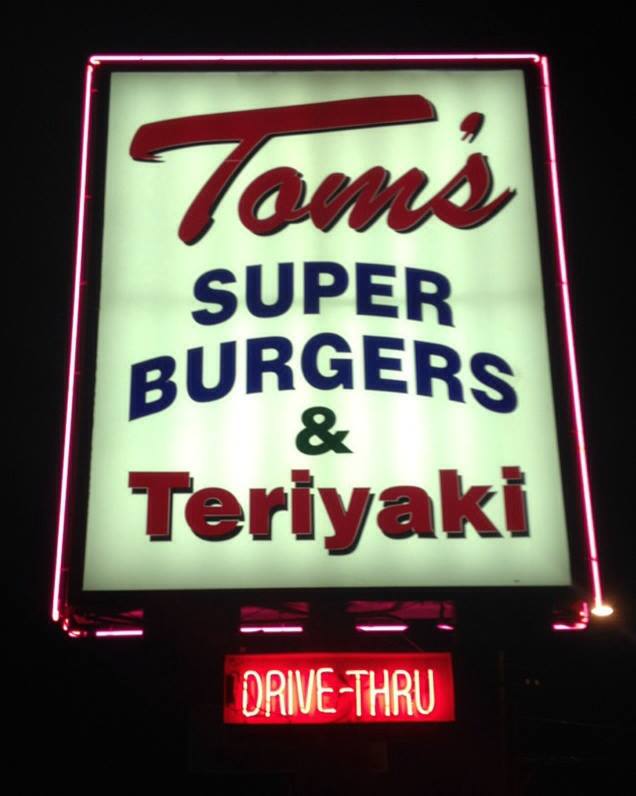 Tom's
SUPER
BURGERS
&
Teriyaki
DRIVE-THRU